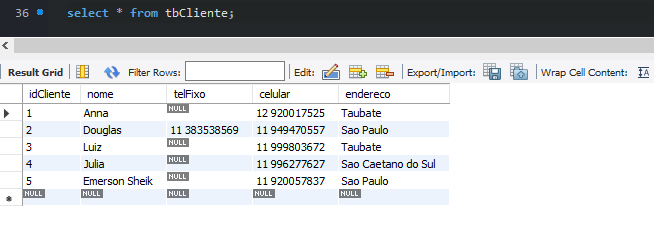 36 select * from tbCliente;
Result Grid Filter Rows: Edit: Export/Import: Wrap Cell Content:
idCliente nome telFixo celular endereco
1 Anna NULL 12 920017525 Taubate
2 Douglas 11 383538569 11 949470557 Sao Paulo
3 Luiz NULL 11 999803672 Taubate
4 Julia NULL 11 996277627 Sao Caetano do Sul
5 Emerson Sheik NULL 11 920057837 Sao Paulo
NULL NULL NULL NULL NULL